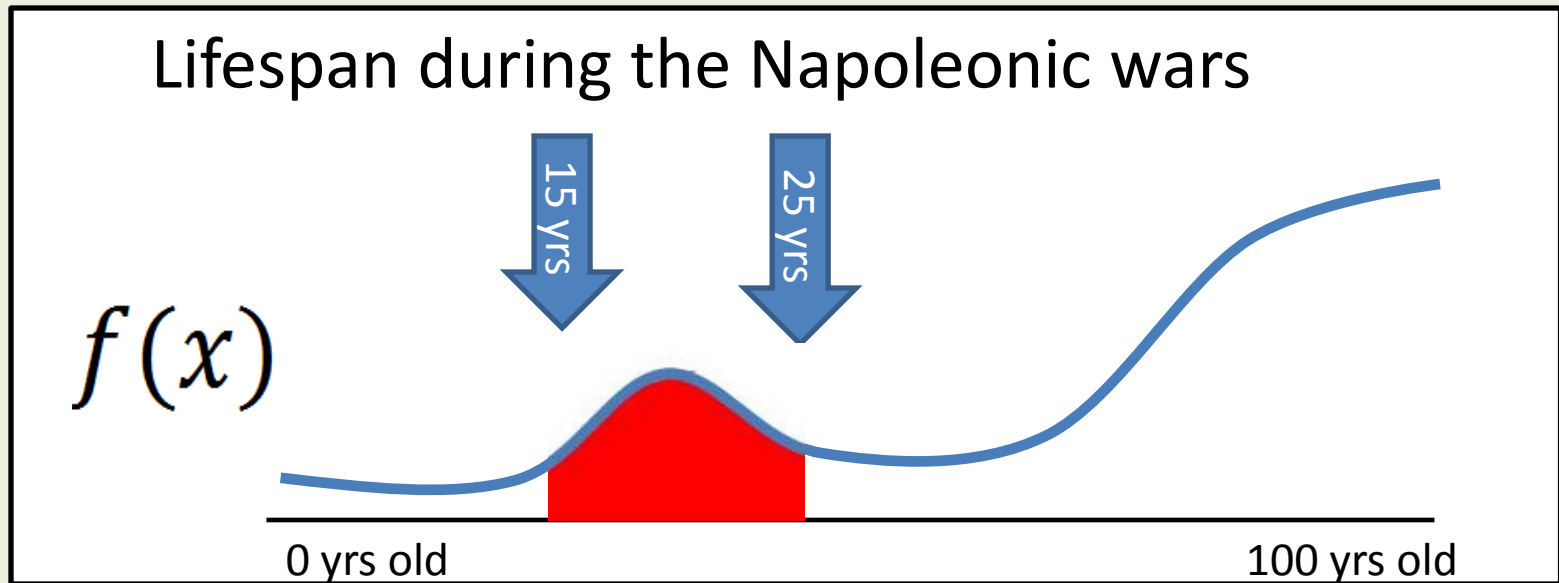 Lifespan during the Napoleonic wars
15 yrs
25 yrs
f(x)
0 yrs old
100 yrs old